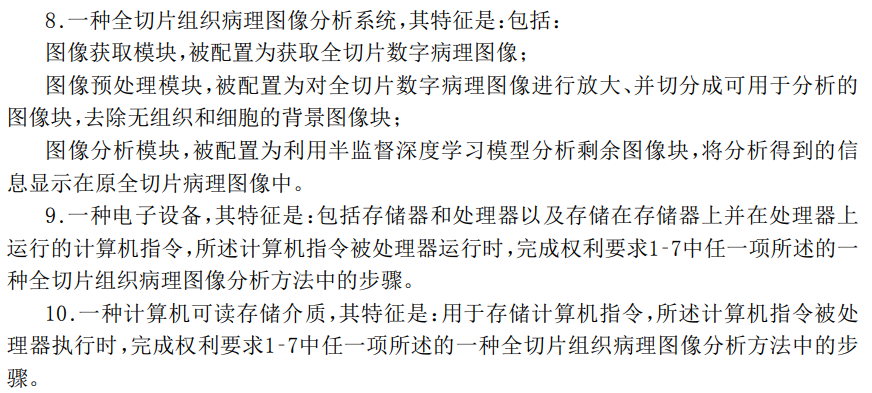 8.一种全切片组织病理图像分析系统,其特征是:包括:
图像获取模块,被配置为获取全切片数字病理图像;
图像预处理模块,被配置为对全切片数字病理图像进行放大、并切分成可用于分析的
图像块,去除无组织和细胞的背景图像块;
图像分析模块,被配置为利用半监督深度学习模型分析剩余图像块,将分析得到的信
息显示在原全切片病理图像中。
9.一种电子设备,其特征是:包括存储器和处理器以及存储在存储器上并在处理器上
运行的计算机指令,所述计算机指令被处理器运行时,完成权利要求1-7中任一项所述的一
种全切片组织病理图像分析方法中的步骤。
10.一种计算机可读存储介质,其特征是:用于存储计算机指令,所述计算机指令被处
理器执行时,完成权利要求1-7中任一项所述的一种全切片组织病理图像分析方法中的步
骤。